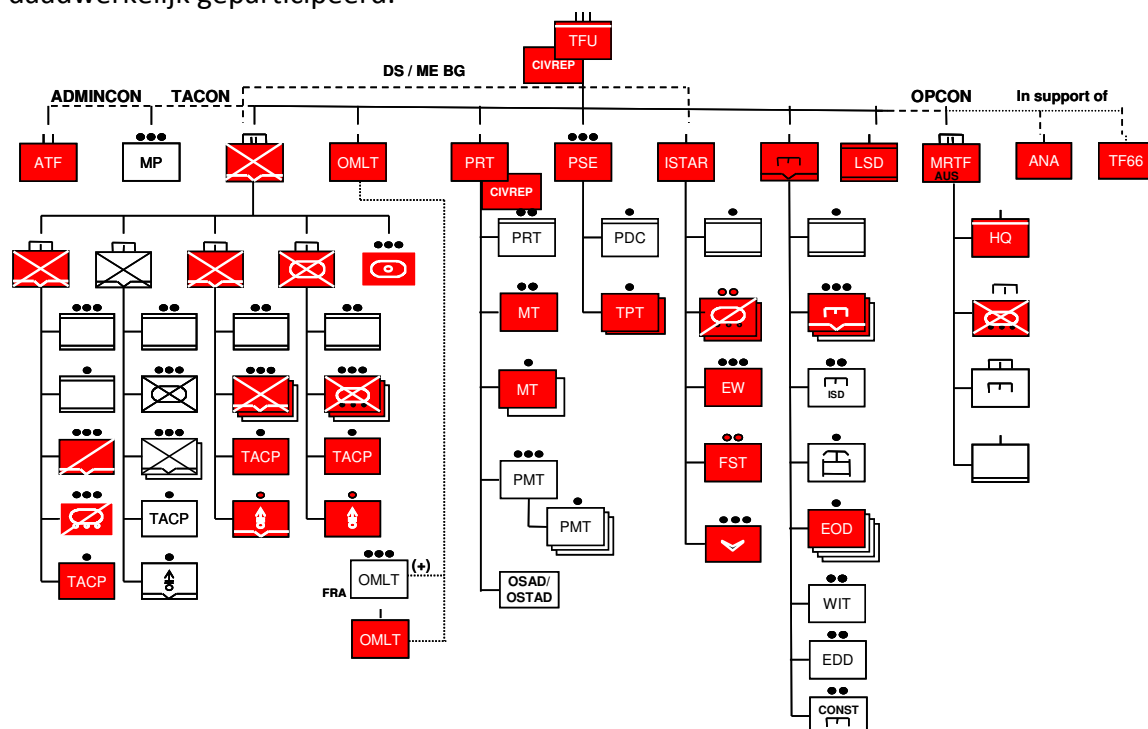 daadwerkelijk geparticipeerd.
TFU
CIVREP
DS / ME BG
ADMINCON
TACON
OPCON
In support of
ATF
MP
OMLT
PRT
CIVREP
PSE
ISTAR
LSD
MRTF
AUS
ANA
TF66
PRT
PDC
HQ
MT
TPT
MT
EW
ISD
TACP
TACP
FST
PMT
TACP
PMT
EOD
TACP
FRA
OMLT
(+)
OSAD/
OSTAD
WIT
OMLT
EDD
CONST